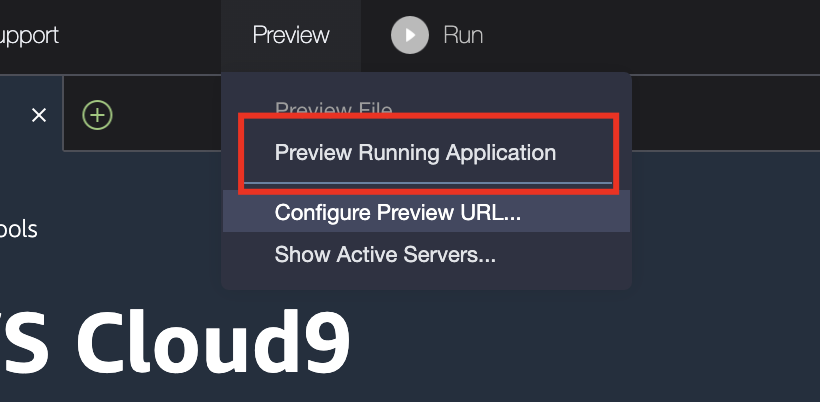 upport
Preview
Run
Preview File
Preview Running Application
Configure Preview URL...
Show Active Servers...
ools
S Cloud9